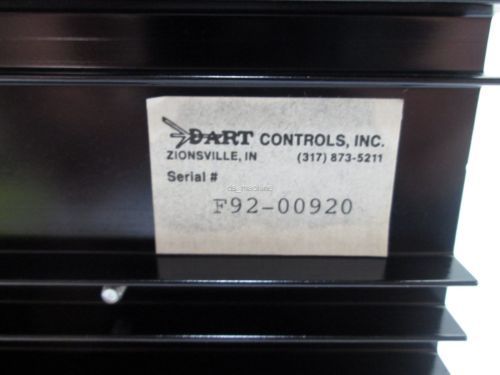 DART CONTROLS, INC.
ZIONSVILLE, IN (317) 873-5211
Serial #
F92-00920